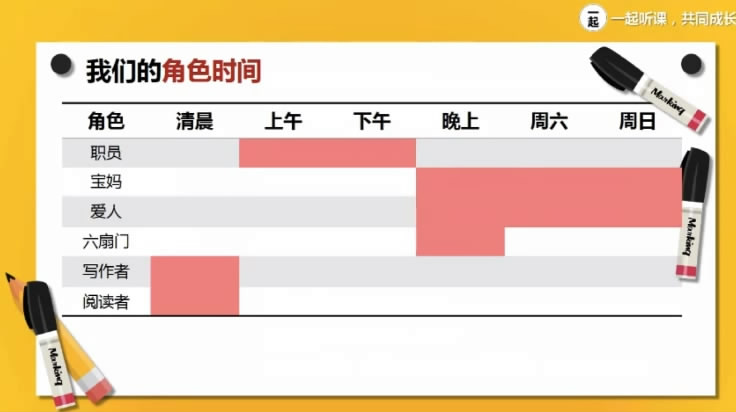 一起
一起听课，共同成长
我们的角色时间
角色 清晨 上午 下午 晚上 周六 周日
职员
宝妈
爱人
六扇门
写作者
阅读者
Marking
Marking
Marking